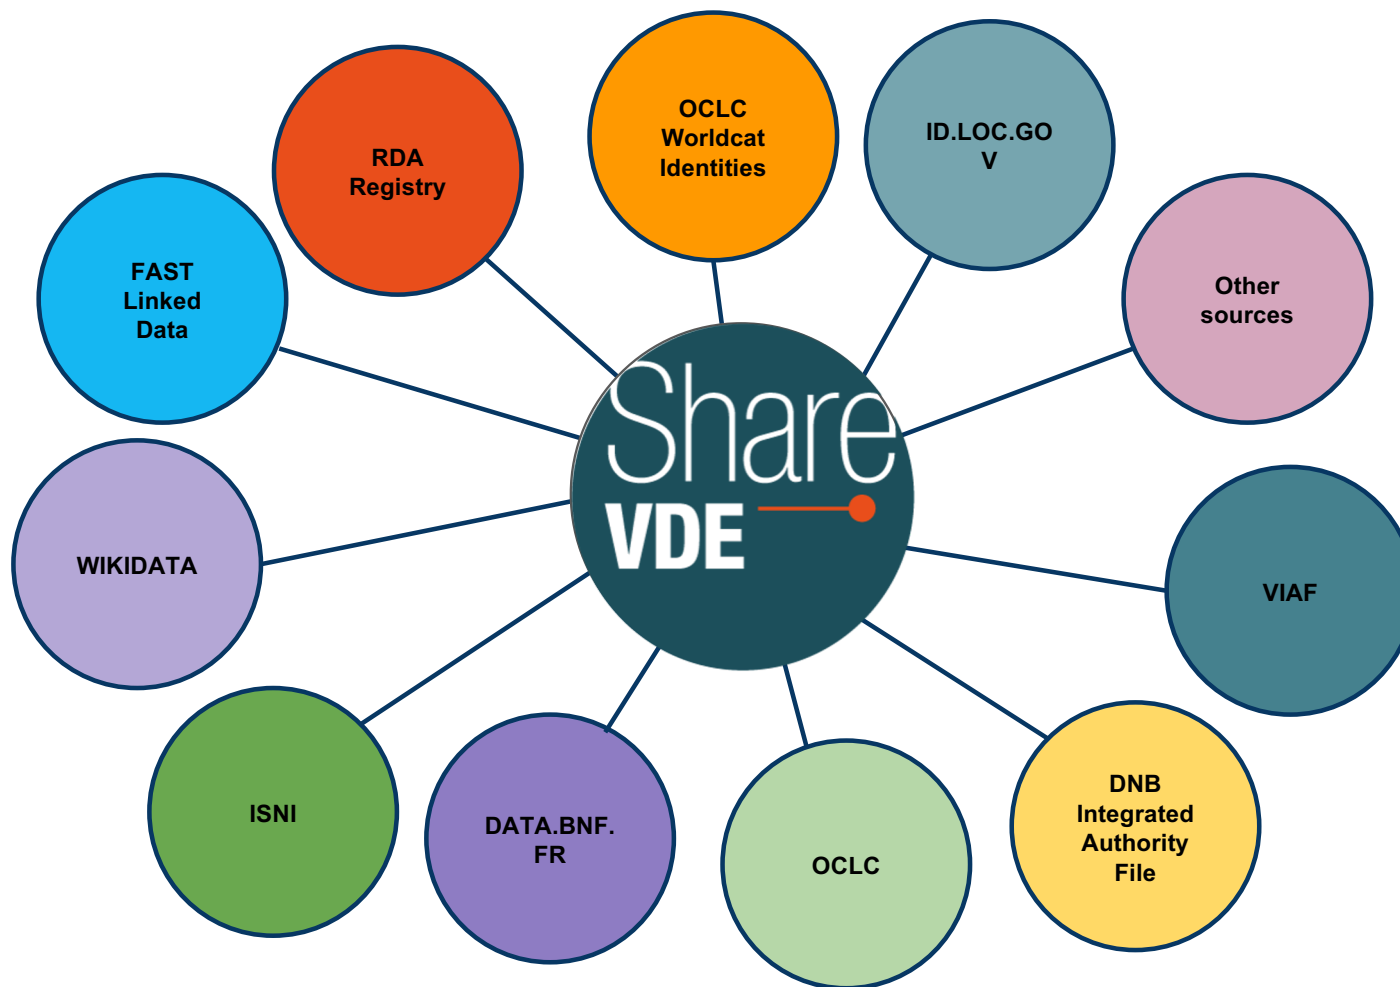 OCLC
Worldcat
Identities
RDA
Registry
ID.LOC.GO
V
FAST
Linked
Data
Other
sources
Share
VDE
WIKIDATA
VIAF
ISNI
DATA.BNF.
FR
OCLC
DNB
Integrated
Authority
File